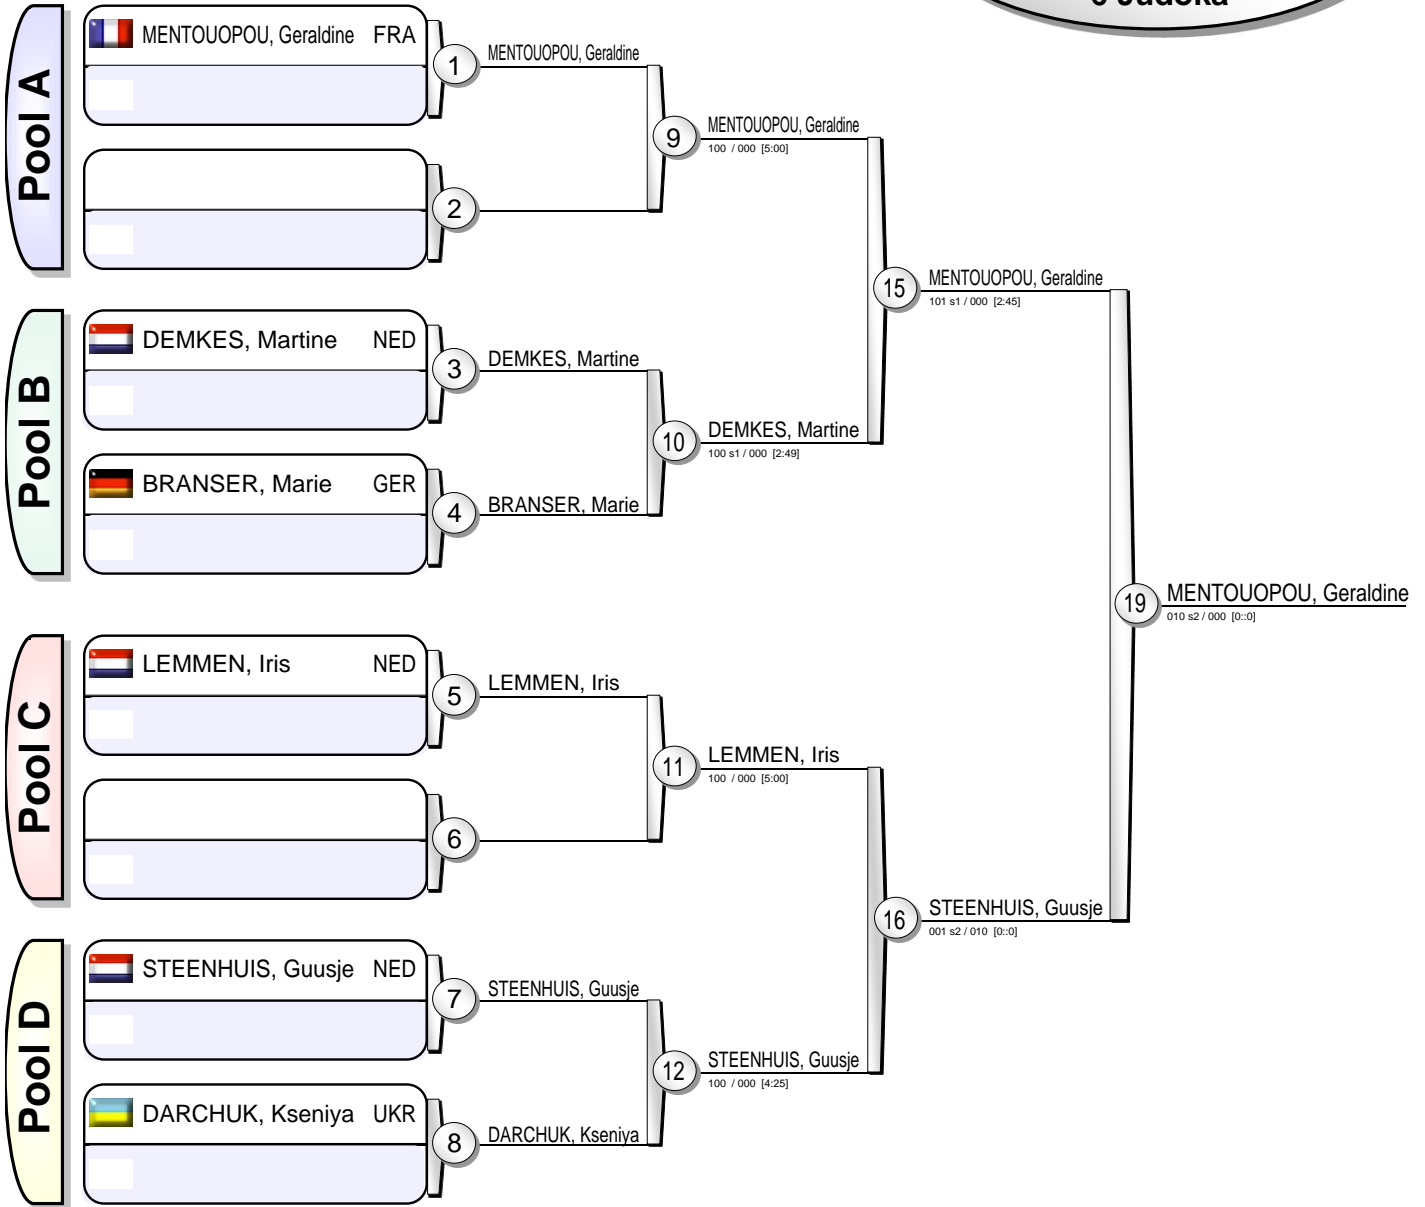 6 Judoka
Pool A
MENTOUOPOU, Geraldine FRA
1
MENTOUOPOU, Geraldine
2
9
MENTOUOPOU, Geraldine
100 / 000 [5:00]
Pool B
DEMKES, Martine NED
3
DEMKES, Martine
BRANSER, Marie GER
4
BRANSER, Marie
10
DEMKES, Martine
100 s1 / 000 [2:49]
15
MENTOUOPOU, Geraldine
101 s1 / 000 [2:45]
Pool C
LEMMEN, Iris NED
5
LEMMEN, Iris
6
11
LEMMEN, Iris
100 / 000 [5:00]
Pool D
STEENHUIS, Guusje NED
7
STEENHUIS, Guusje
DARCHUK, Kseniya UKR
8
DARCHUK, Kseniya
12
STEENHUIS, Guusje
100 / 000 [4:25]
16
STEENHUIS, Guusje
001 s2 / 010 [0::0]
19
MENTOUOPOU, Geraldine
010 s2 / 000 [0::0]